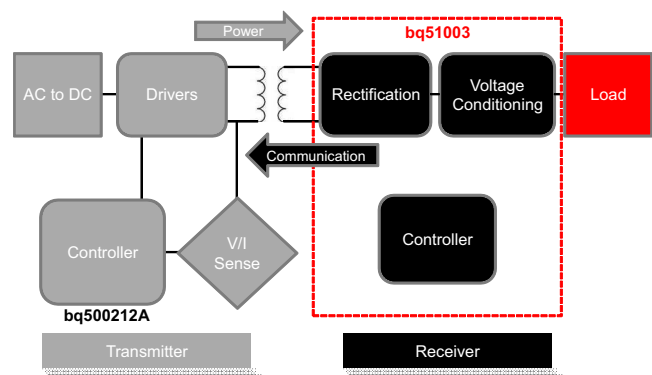 Power
bq51003
AC to DC
Drivers
Rectification
Voltage
Conditioning
Load
Communication
Controller
V/I
Sense
Controller
bq500212A
Transmitter
Receiver